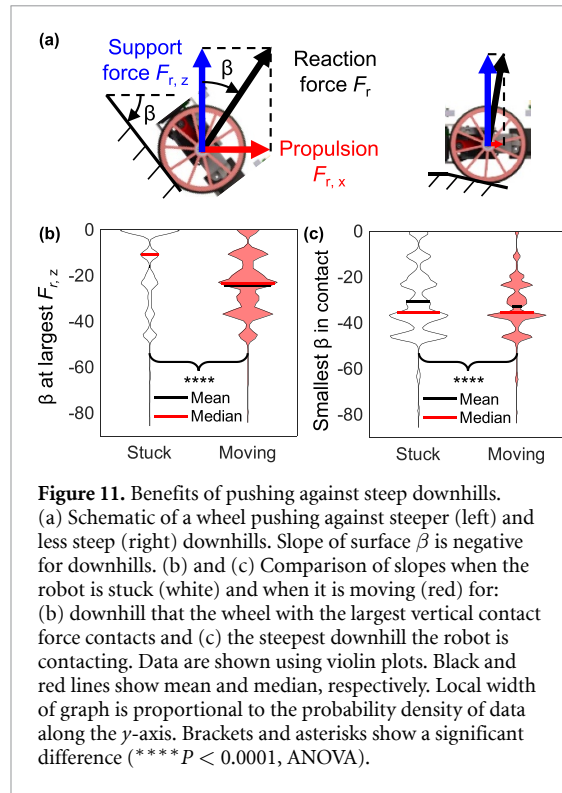 (a)
Support
force F r, z
β
Reaction
force F r
β
Propulsion
F r, x
(b)
β at largest F r, z
0
-20
-40
-60
-80
****
Mean
Median
Stuck
Moving
(c)
Smallest β in contact
0
-20
-40
-60
-80
****
Mean
Median
Stuck
Moving
Figure 11. Benefits of pushing against steep downhills.
(a) Schematic of a wheel pushing against steeper (left) and
less steep (right) downhills. Slope of surface β is negative
for downhills. (b) and (c) Comparison of slopes when the
robot is stuck (white) and when it is moving (red) for:
(b) downhill that the wheel with the largest vertical contact
force contacts and (c) the steepest downhill the robot is
contacting. Data are shown using violin plots. Black and
red lines show mean and median, respectively. Local width
of graph is proportional to the probability density of data
along the y-axis. Brackets and asterisks show a significant
difference (****P < 0.0001, ANOVA).